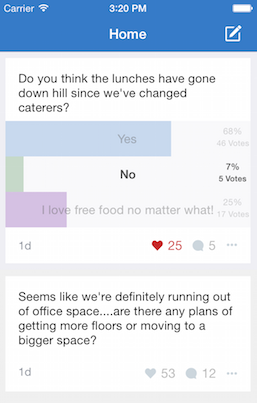 Carrier 3:20 PM
Home
Do you think the lunches have gone
down hill since we've changed
caterers?
Yes 68%
46 Votes
No 7%
5 Votes
I love free food no matter what! 25%
17 Votes
1d 25 5
Seems like we're definitely running out
of office space....are there any plans of
getting more floors or moving to a
bigger space?
1d 53 12